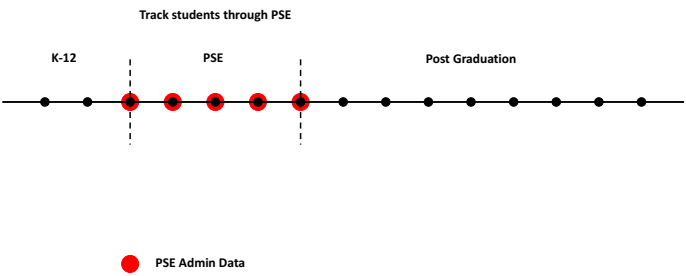 Track students through PSE
K-12
PSE
Post Graduation
PSE Admin Data